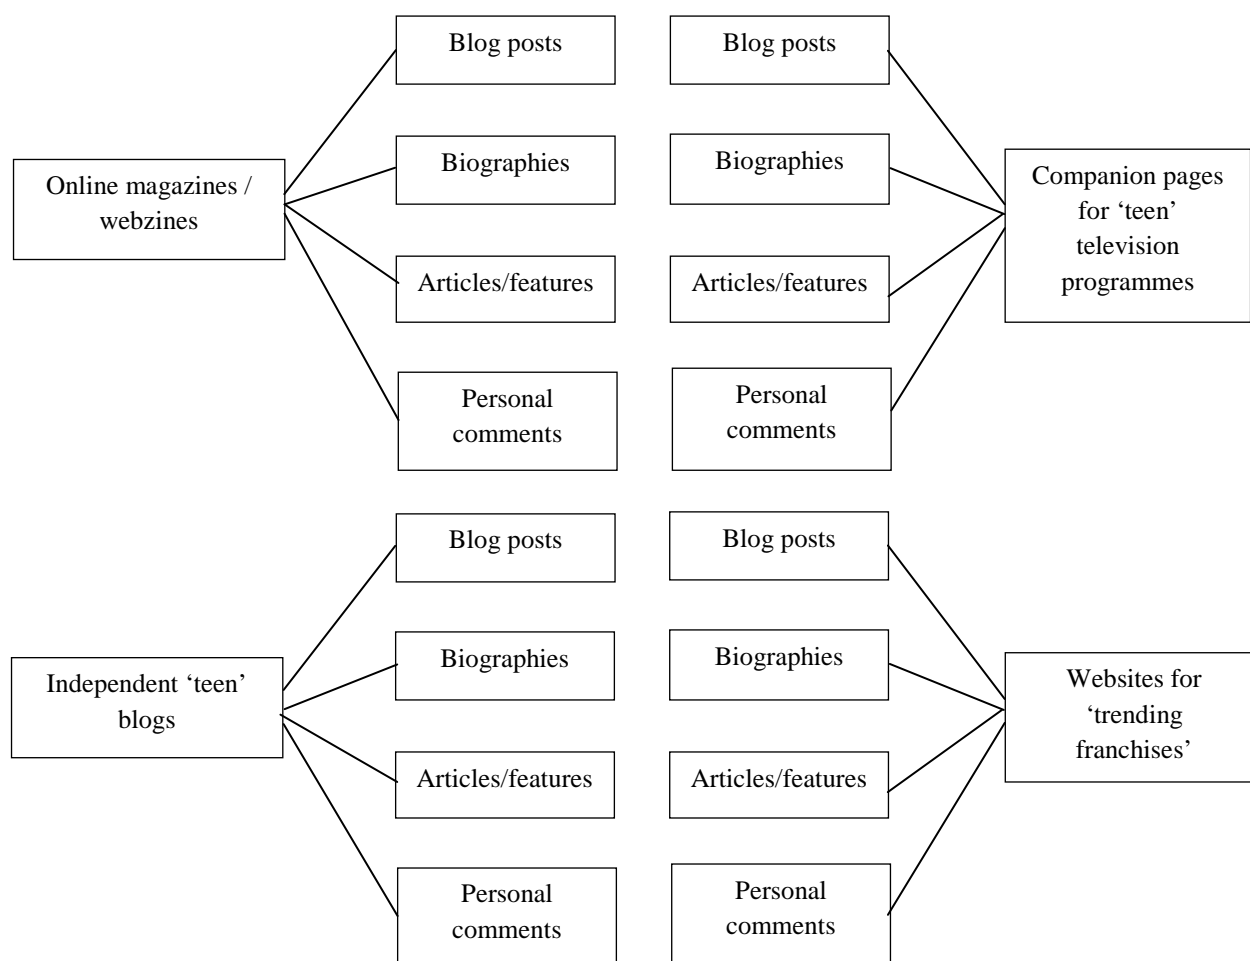 Blog posts
Blog posts
Biographies
Biographies
Online magazines /
webzines
Companion pages
for ‘teen’
television
programmes
Articles/features
Articles/features
Personal
comments
Personal
comments
Blog posts
Blog posts
Biographies
Biographies
Independent ‘teen’
blogs
Websites for
‘trending
franchises’
Articles/features
Articles/features
Personal
comments
Personal
comments